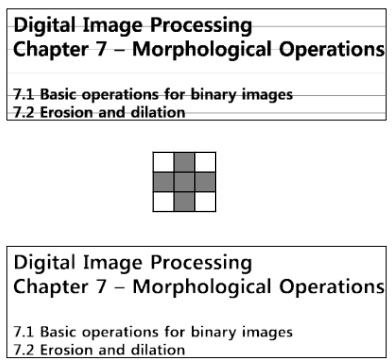 Digital Image Processing
Chapter 7 – Morphological Operations
7.1 Basic operations for binary images
7.2 Erosion and dilation
Digital Image Processing
Chapter 7 – Morphological Operations
7.1 Basic operations for binary images
7.2 Erosion and dilation